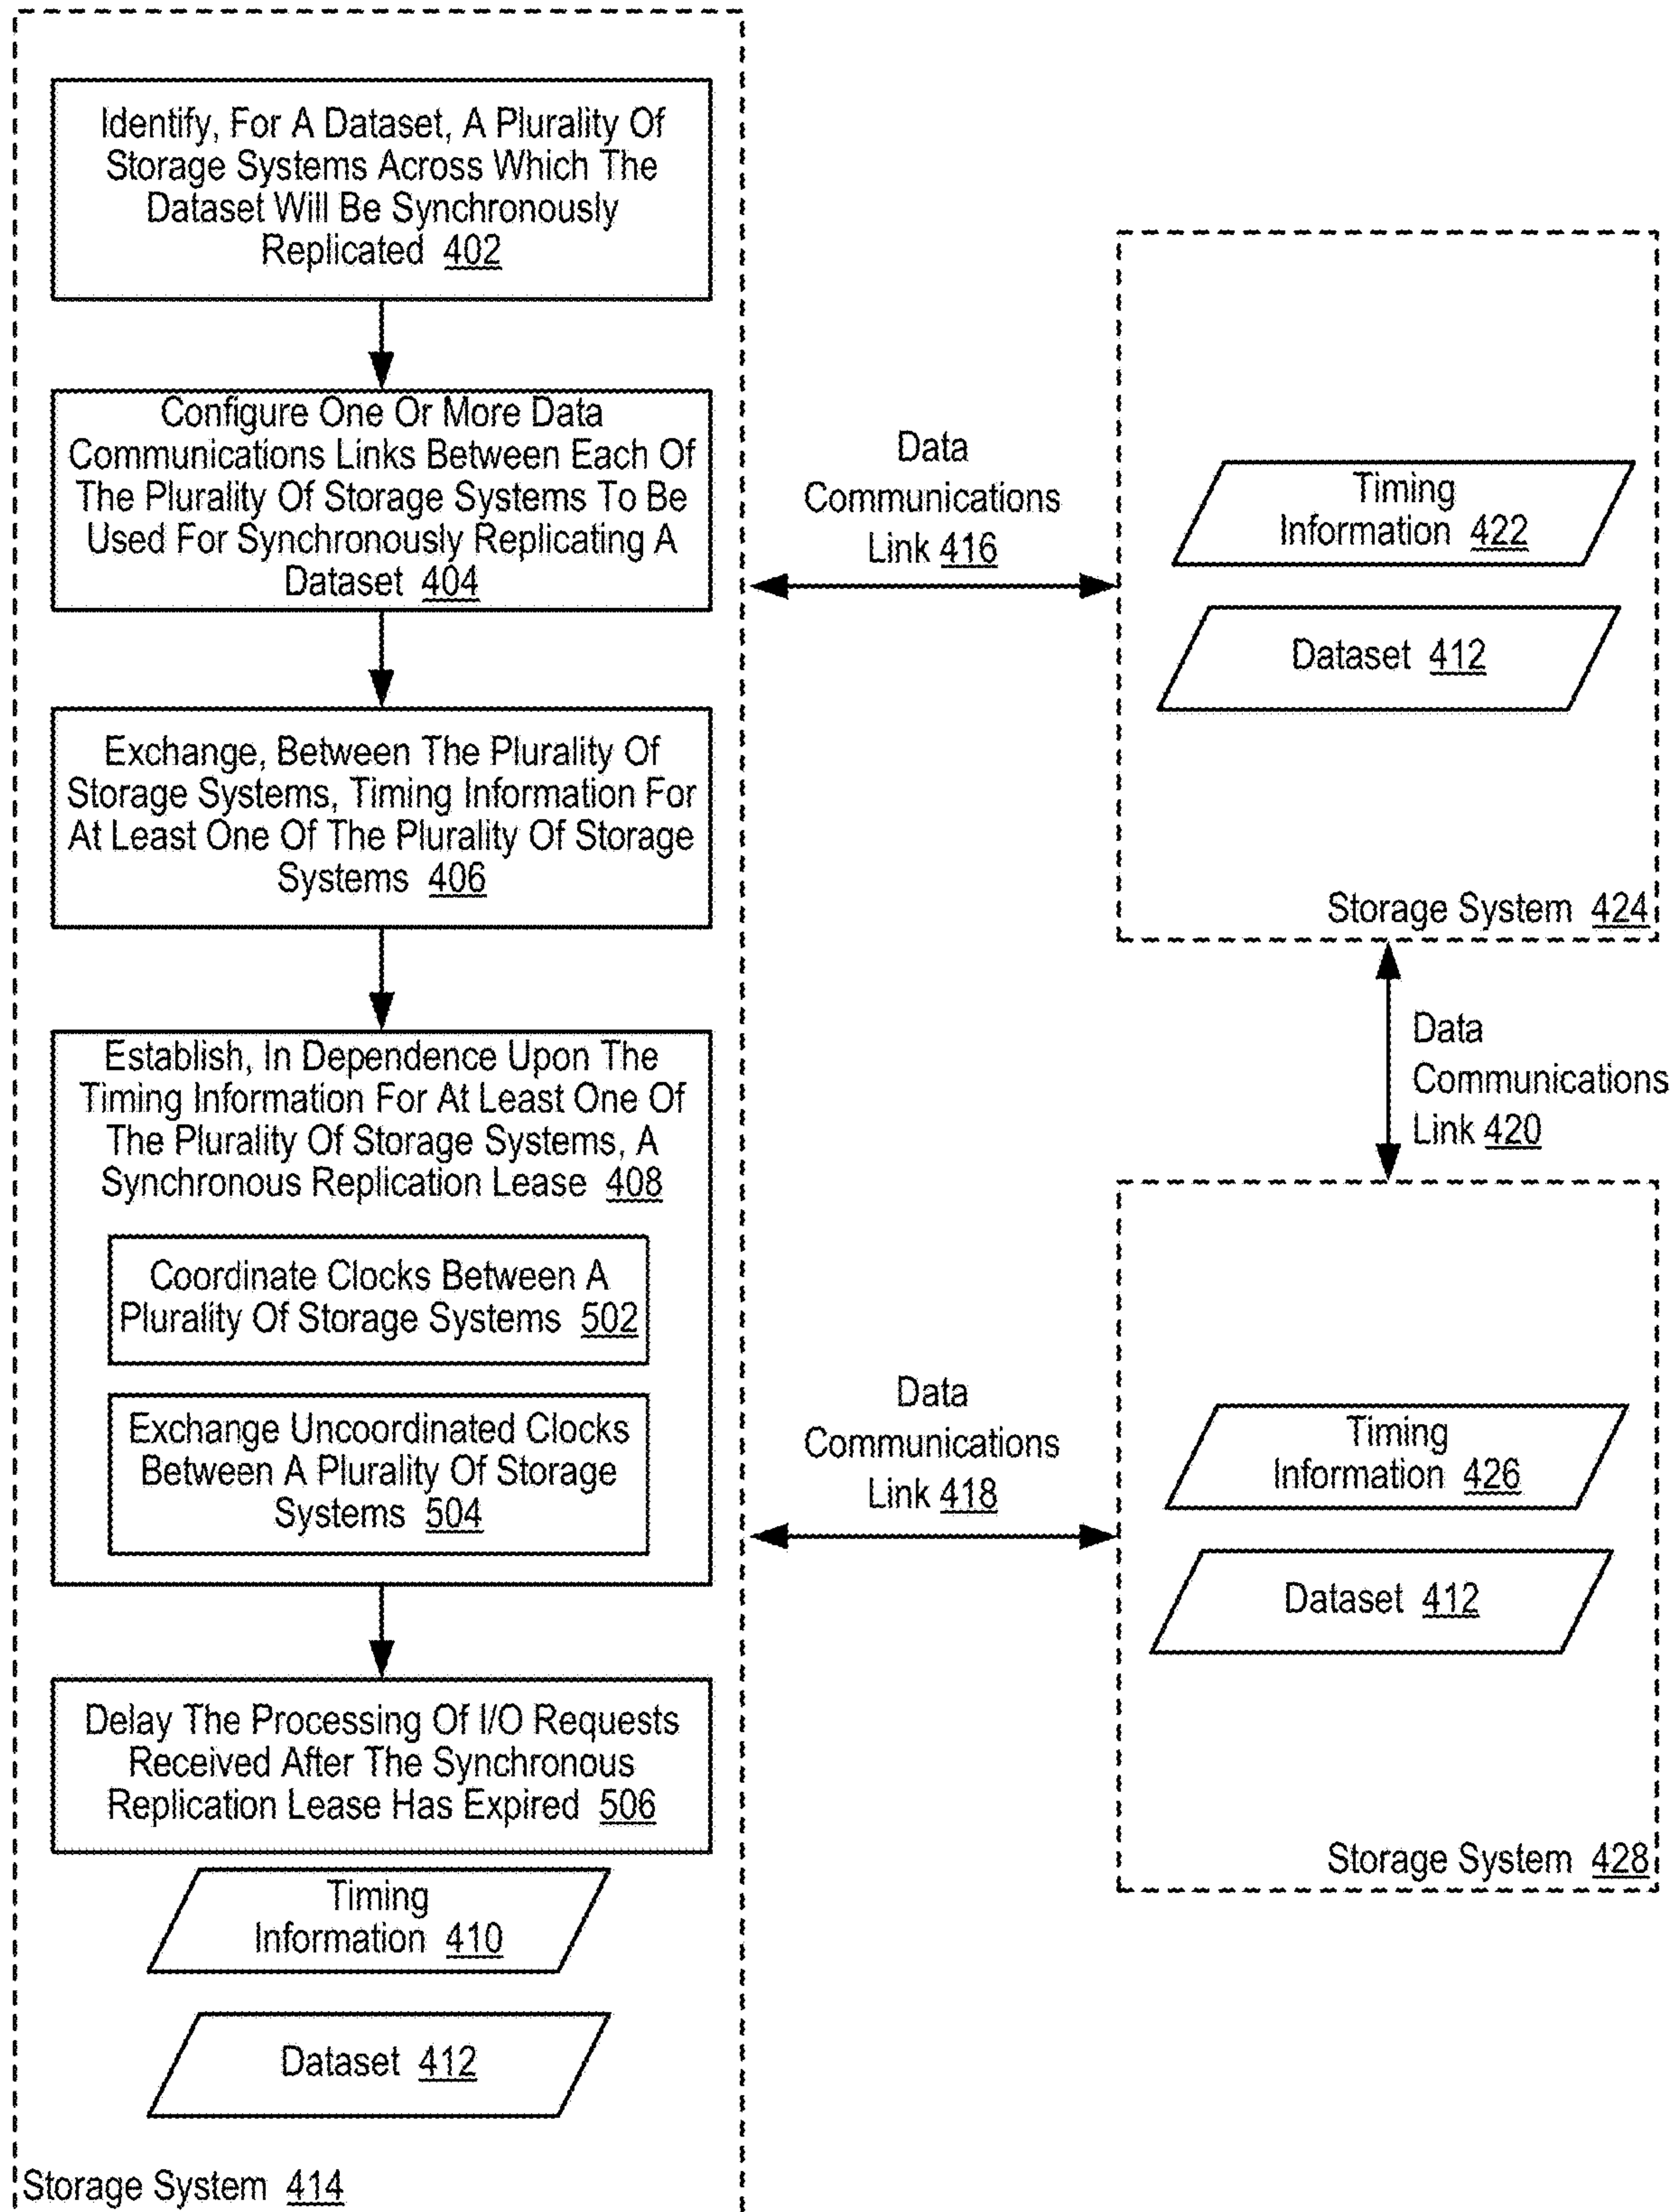 Identify, For A Dataset, A Plurality Of
Storage Systems Across Which The
Dataset Will Be Synchronously
Replicated 402
Configure One Or More Data
Communications Links Between Each Of
The Plurality Of Storage Systems To Be
Used For Synchronously Replicating A
Dataset 404
Exchange, Between The Plurality Of
Storage Systems, Timing Information For
At Least One Of The Plurality Of Storage
Systems 406
Establish, In Dependence Upon The
Timing Information For At Least One Of
The Plurality Of Storage Systems, A
Synchronous Replication Lease 408
Coordinate Clocks Between A
Plurality Of Storage Systems 502
Exchange Uncoordinated Clocks
Between A Plurality Of Storage
Systems 504
Delay The Processing Of I/O Requests
Received After The Synchronous
Replication Lease Has Expired 506
Timing
Information 410
Dataset 412
Storage System 414
Data
Communications
Link 416
Timing
Information 422
Dataset 412
Storage System 424
Data
Communications
Link 420
Data
Communications
Link 418
Timing
Information 426
Dataset 412
Storage System 428